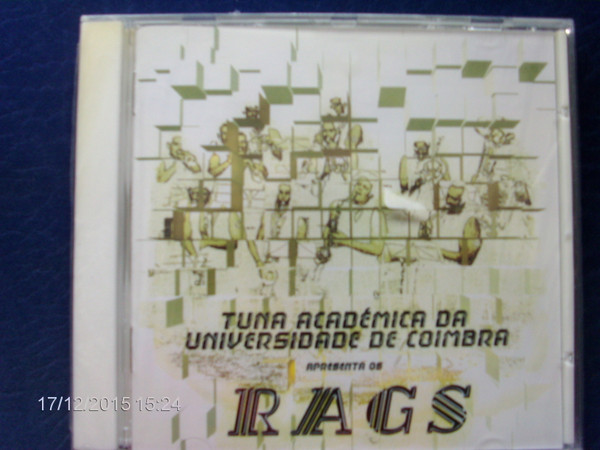 TUNA ACADÉMICA DA
UNIVERSIDADE DE COIMBRA
APRESENTA OS
RAGS
17/12/2015 15:24